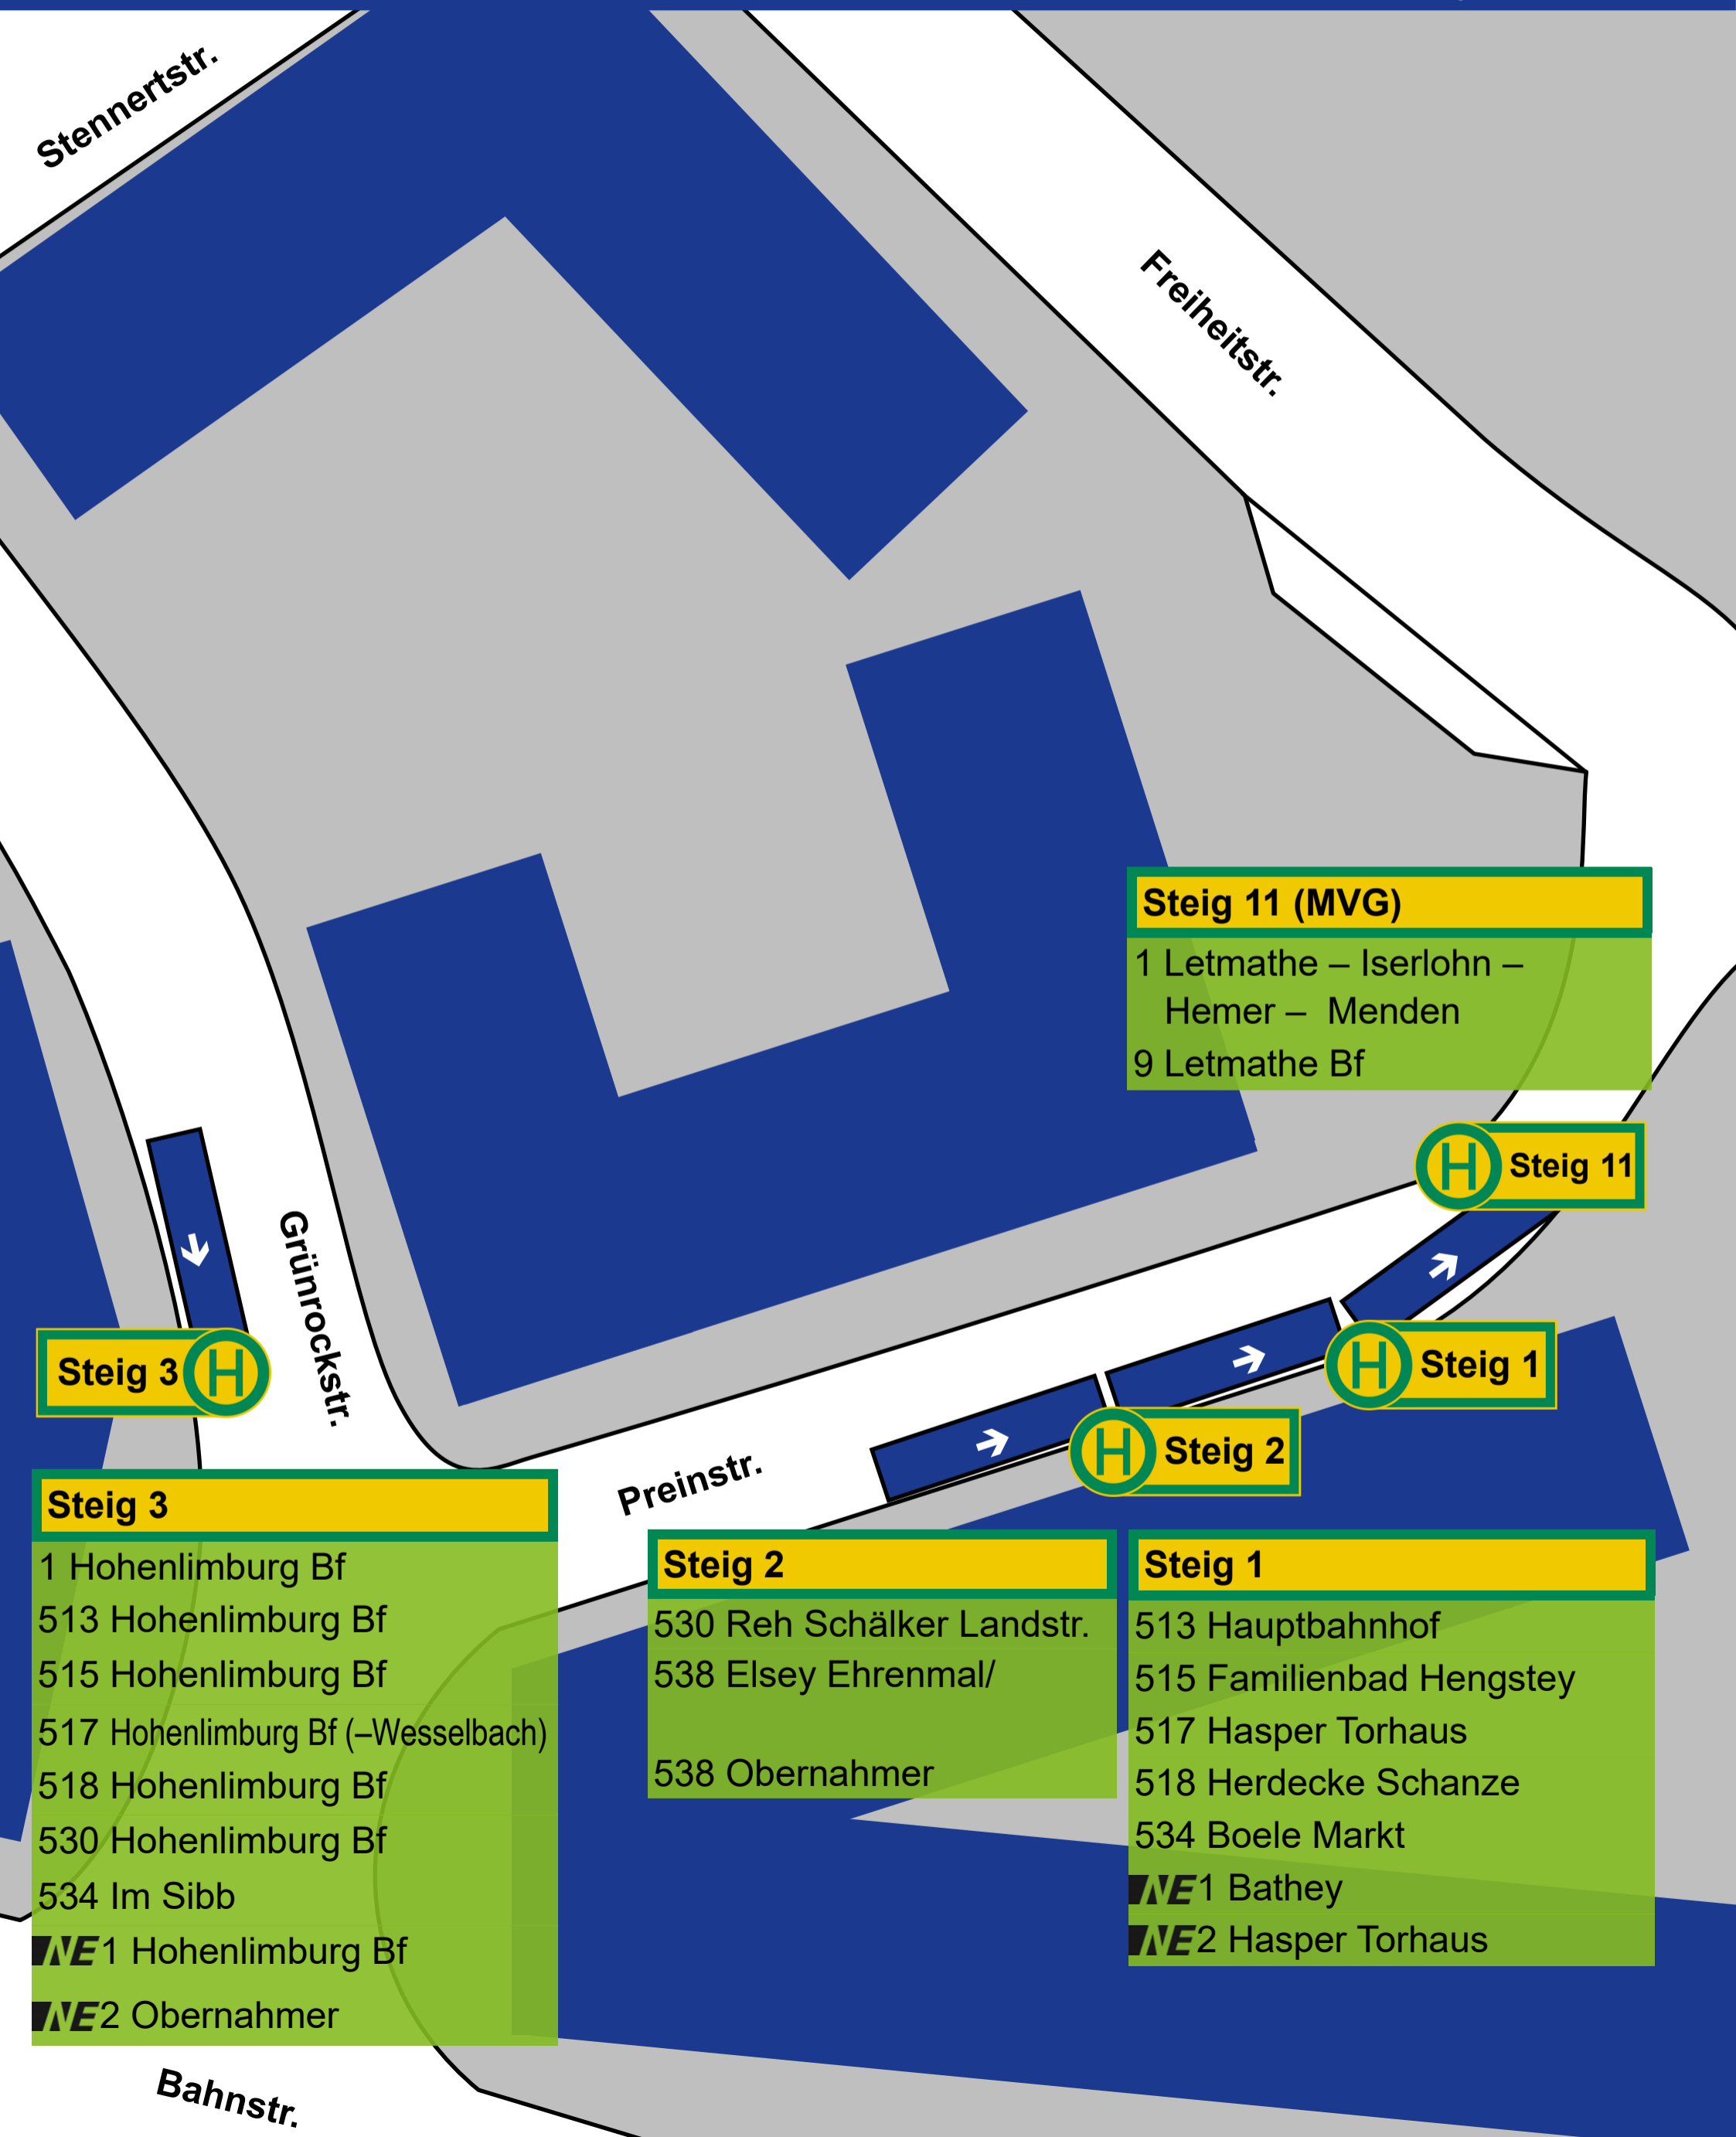 Stennertstr.
Freiheitstr.
Steig 11 (MVG)
1 Letmathe – Iserlohn –
Hemer – Menden
9 Letmathe Bf
H Steig 11
Grünrockstr.
Steig 3 H
H Steig 1
H Steig 2
Preinstr.
Steig 3
1 Hohenlimburg Bf
513 Hohenlimburg Bf
515 Hohenlimburg Bf
517 Hohenlimburg Bf (–Wesselbach)
518 Hohenlimburg Bf
530 Hohenlimburg Bf
534 Im Sibb
NE1 Hohenlimburg Bf
NE2 Obernahmer
Steig 2
530 Reh Schälker Landstr.
538 Elsey Ehrenmal/
538 Obernahmer
Steig 1
513 Hauptbahnhof
515 Familienbad Hengstey
517 Hasper Torhaus
518 Herdecke Schanze
534 Boele Markt
NE1 Bathey
NE2 Hasper Torhaus
Bahnstr.